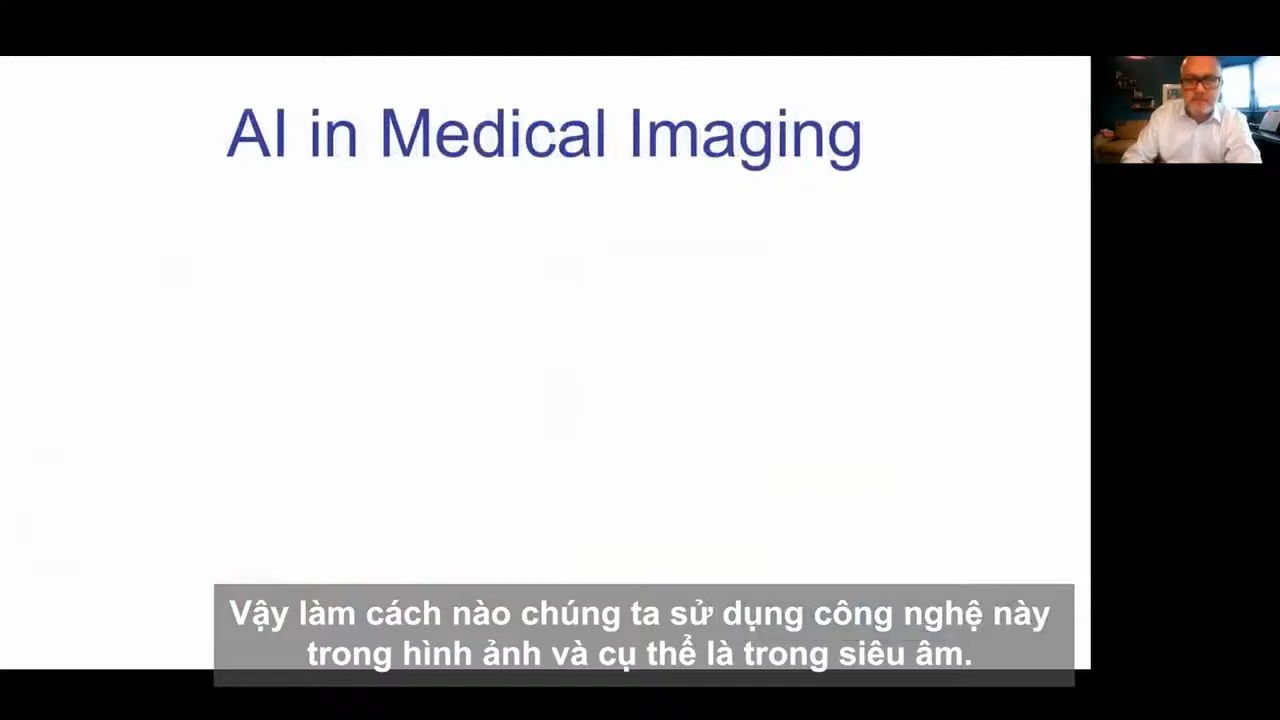 AI in Medical Imaging
Vậy làm cách nào chúng ta sử dụng công nghệ này
trong hình ảnh và cụ thể là trong siêu âm.